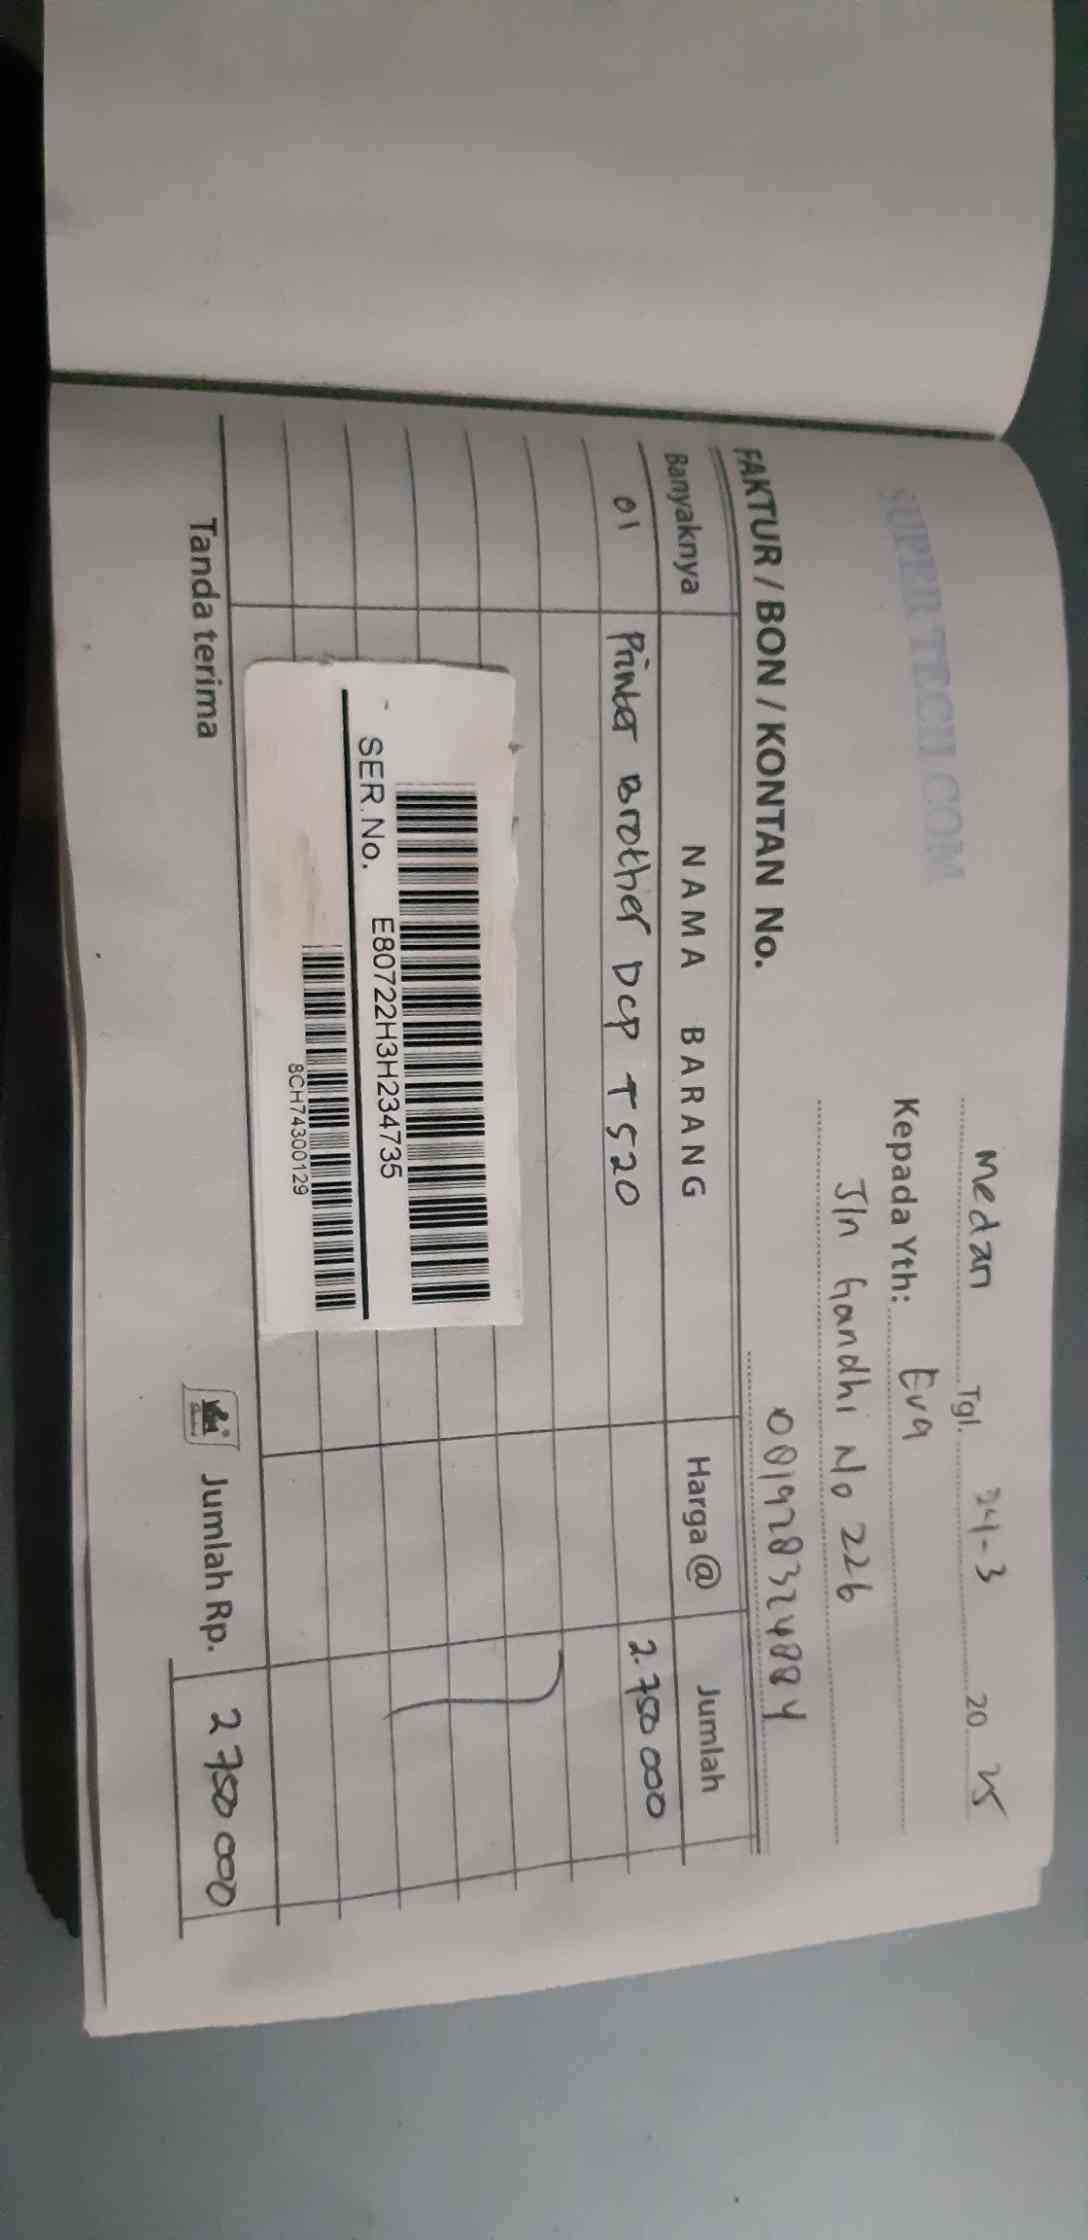 SUPER TECH COM
Medan Tgl. 24-3 20 25
Kepada Yth: Eva
Jln Gandhi No 226
081928324884
FAKTUR / BON / KONTAN No.
Banyaknya NAMA BARANG Harga @ Jumlah
01 Printer Brother DCP T520 2.750 000
SER.No. E80722H3H234735
8CH74300129
Tanda terima Jumlah Rp. 2 750 000